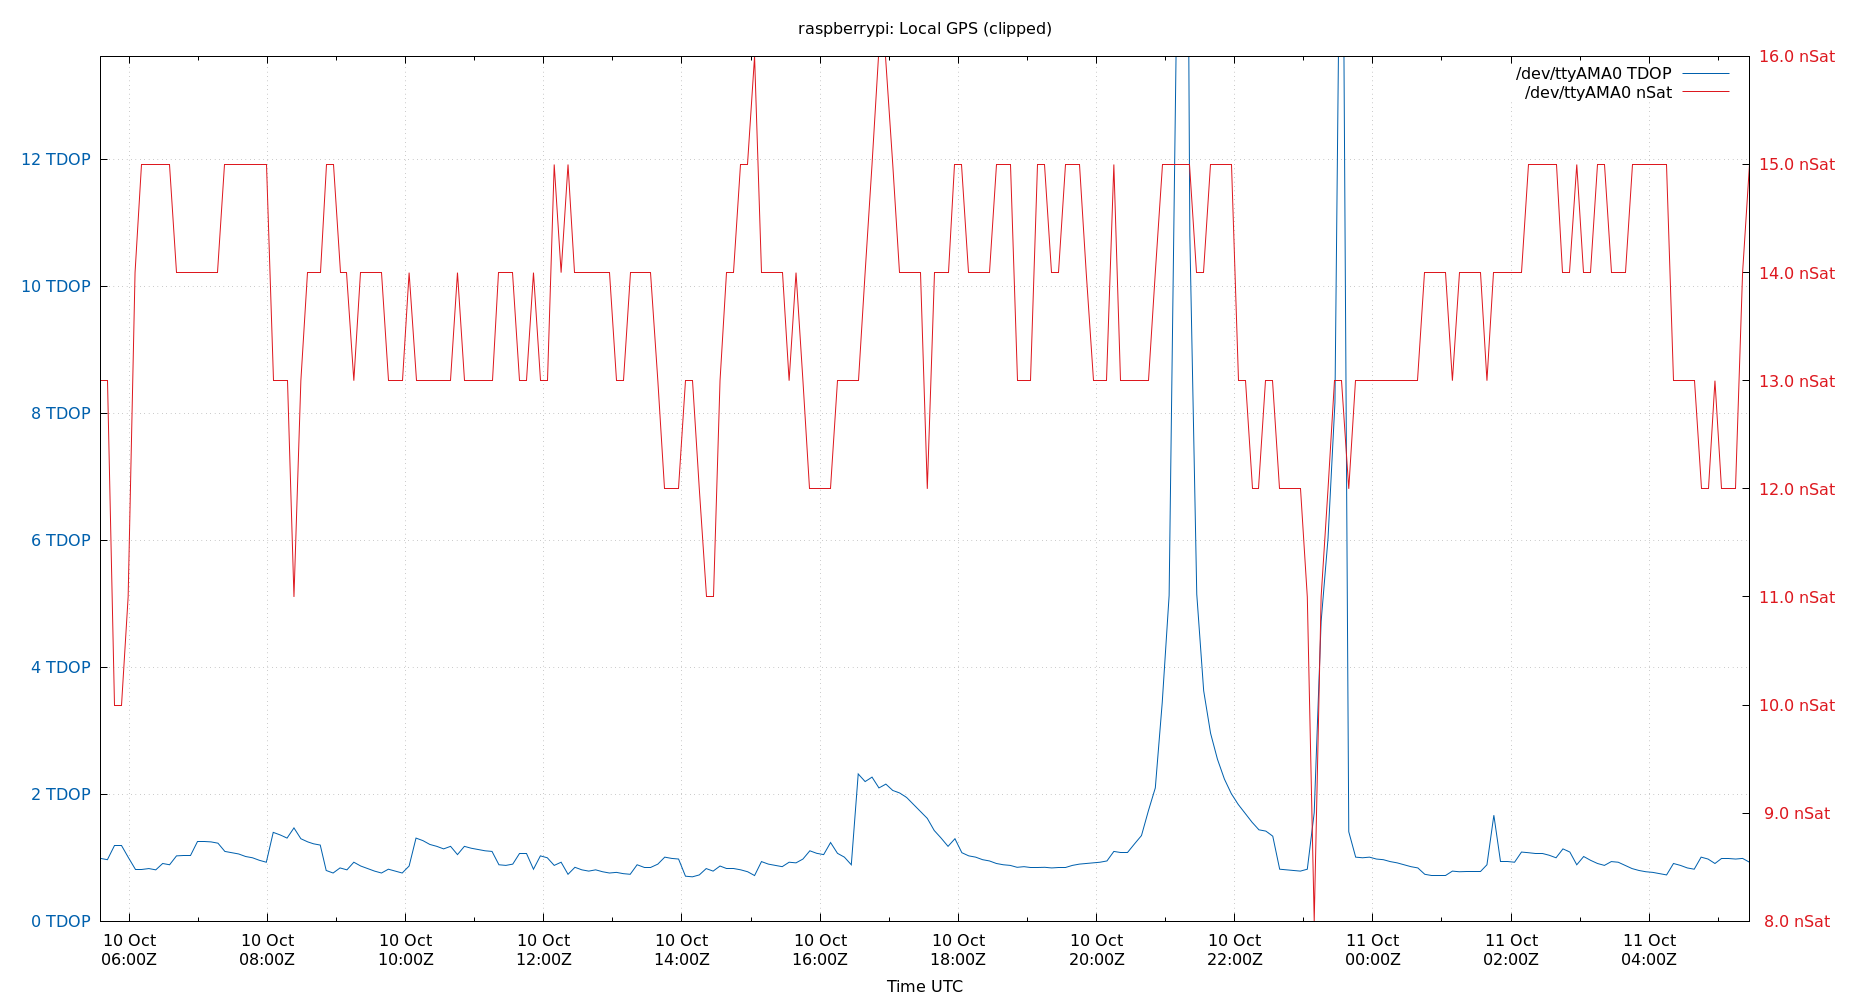 raspberrypi: Local GPS (clipped)
/dev/ttyAMA0 TDOP
/dev/ttyAMA0 nSat
12 TDOP
10 TDOP
8 TDOP
6 TDOP
4 TDOP
2 TDOP
0 TDOP
16.0 nSat
15.0 nSat
14.0 nSat
13.0 nSat
12.0 nSat
11.0 nSat
10.0 nSat
9.0 nSat
8.0 nSat
10 Oct 10 Oct 10 Oct 10 Oct 10 Oct 10 Oct 10 Oct 10 Oct 10 Oct 11 Oct 11 Oct 11 Oct
06:00Z 08:00Z 10:00Z 12:00Z 14:00Z 16:00Z 18:00Z 20:00Z 22:00Z 00:00Z 02:00Z 04:00Z
Time UTC